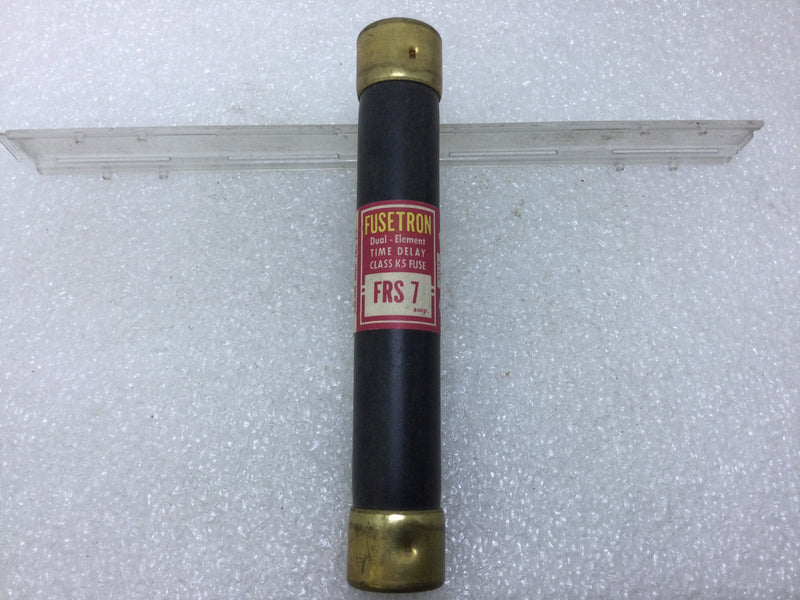 FUSETRON
Dual - Element
TIME DELAY
CLASS K5 FUSE
FRS 7
amp.